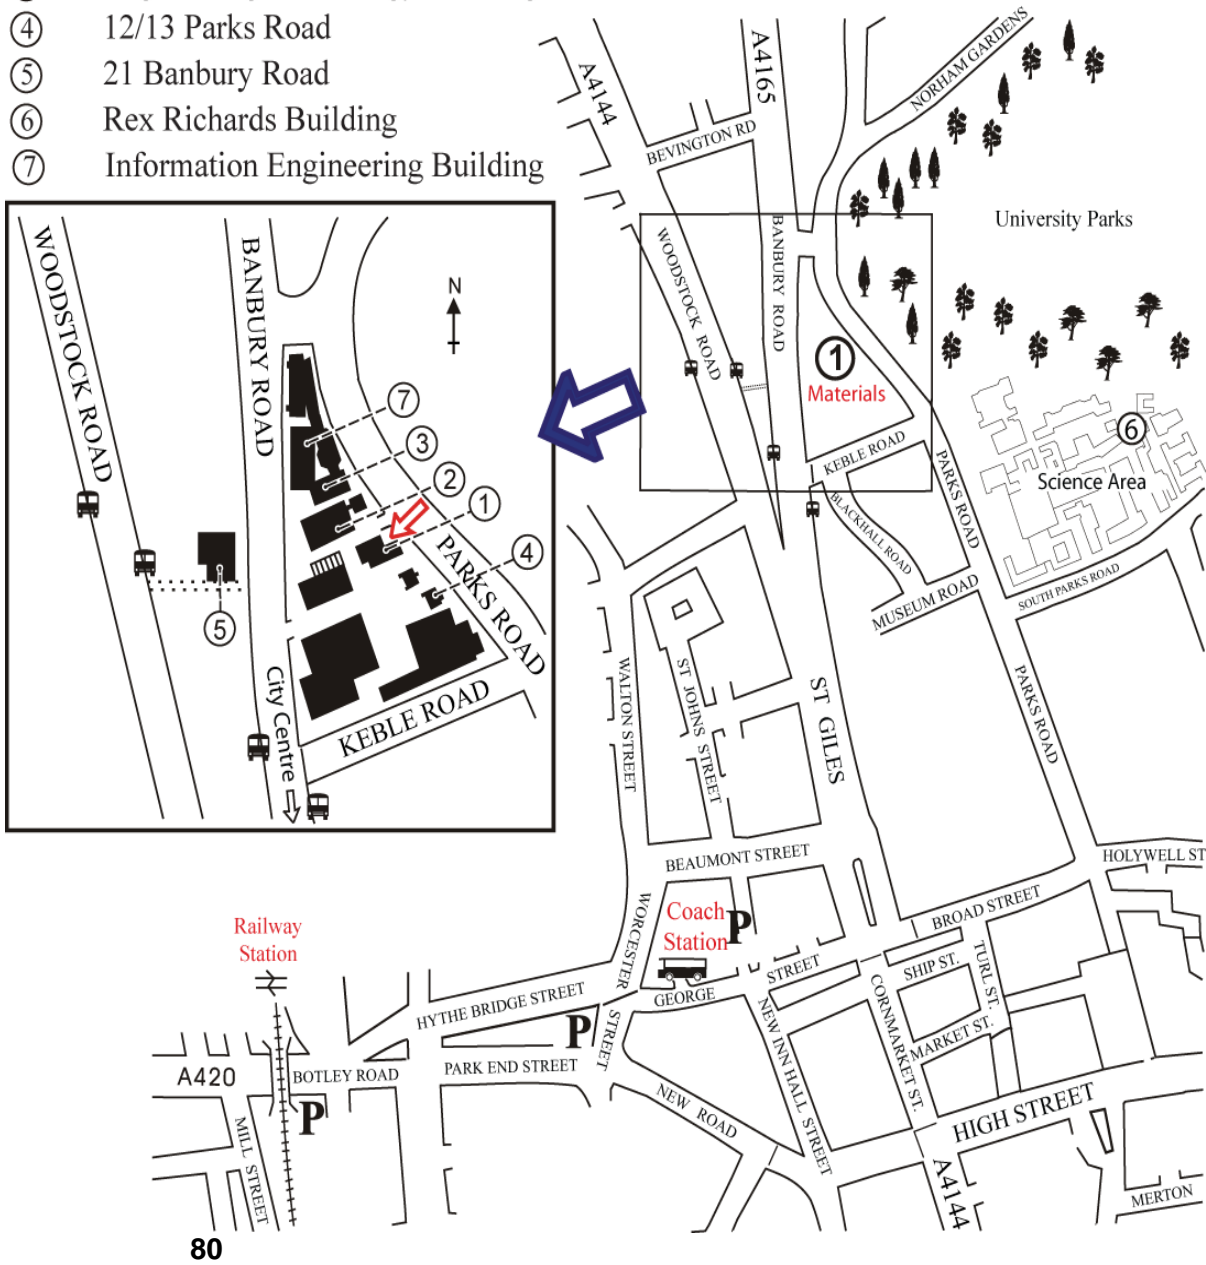 ④ 12/13 Parks Road
⑤ 21 Banbury Road
⑥ Rex Richards Building
⑦ Information Engineering Building
WOODSTOCK ROAD
BANBURY ROAD
N
7
3
2
1
4
5
PARKS ROAD
KEBLE ROAD
City Centre
A4144
A4165
NORHAM GARDENS
BEVINGTON RD
University Parks
WOODSTOCK ROAD
BANBURY ROAD
1
Materials
6
Science Area
KEBLE ROAD
PARKS ROAD
BLACKHALL ROAD
MUSEUM ROAD
SOUTH PARKS ROAD
WALTON STREET
ST JOHNS STREET
ST GILES
PARKS ROAD
BEAUMONT STREET
HOLYWELL ST
WORCESTER
STREET
Coach
Station
P
BROAD STREET
Railway
Station
STREET
GEORGE
SHIP ST.
TURL ST.
HYTHE BRIDGE STREET
P
NEW INN HALL STREET
CORNMARKET ST.
MARKET ST.
A420
BOTLEY ROAD
PARK END STREET
P
NEW ROAD
HIGH STREET
MILL STREET
A4144
MERTON
80